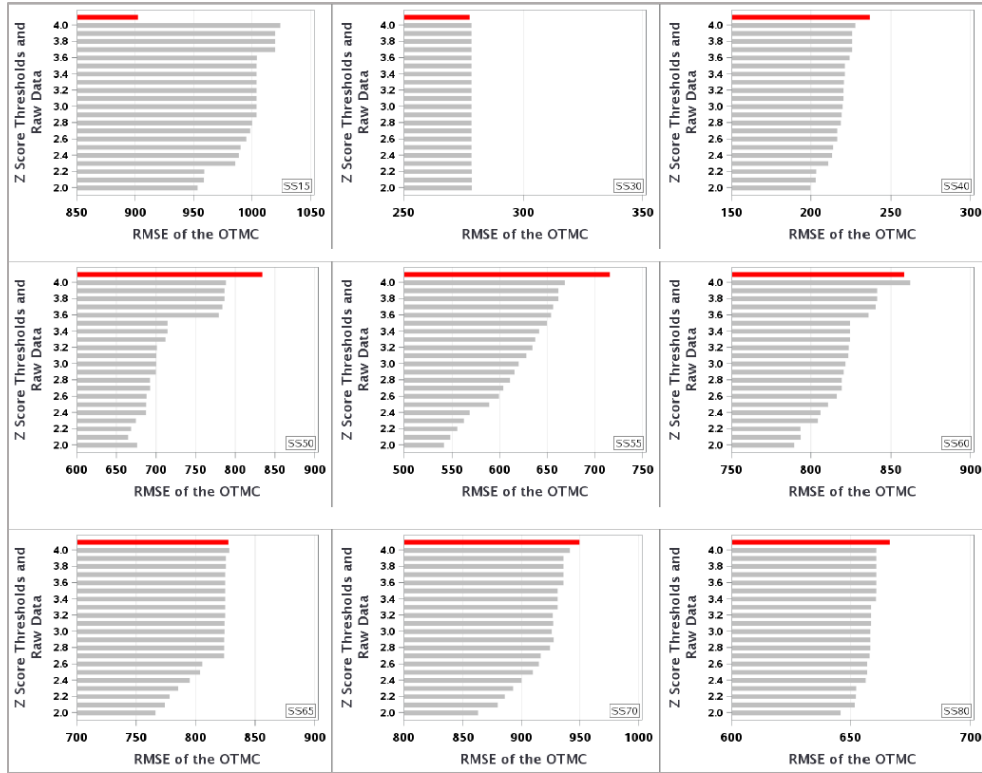 Z Score Thresholds and
Raw Data
4.0
3.8
3.6
3.4
3.2
3.0
2.8
2.6
2.4
2.2
2.0
SS15
850 900 950 1000 1050
RMSE of the OTMC
Z Score Thresholds and
Raw Data
4.0
3.8
3.6
3.4
3.2
3.0
2.8
2.6
2.4
2.2
2.0
SS30
250 300 350
RMSE of the OTMC
Z Score Thresholds and
Raw Data
4.0
3.8
3.6
3.4
3.2
3.0
2.8
2.6
2.4
2.2
2.0
SS40
150 200 250 300
RMSE of the OTMC
Z Score Thresholds and
Raw Data
4.0
3.8
3.6
3.4
3.2
3.0
2.8
2.6
2.4
2.2
2.0
SS50
600 650 700 750 800 850 900
RMSE of the OTMC
Z Score Thresholds and
Raw Data
4.0
3.8
3.6
3.4
3.2
3.0
2.8
2.6
2.4
2.2
2.0
SS55
500 550 600 650 700 750
RMSE of the OTMC
Z Score Thresholds and
Raw Data
4.0
3.8
3.6
3.4
3.2
3.0
2.8
2.6
2.4
2.2
2.0
SS60
750 800 850 900
RMSE of the OTMC
Z Score Thresholds and
Raw Data
4.0
3.8
3.6
3.4
3.2
3.0
2.8
2.6
2.4
2.2
2.0
SS65
700 750 800 850 900
RMSE of the OTMC
Z Score Thresholds and
Raw Data
4.0
3.8
3.6
3.4
3.2
3.0
2.8
2.6
2.4
2.2
2.0
SS70
800 850 900 950 1000
RMSE of the OTMC
Z Score Thresholds and
Raw Data
4.0
3.8
3.6
3.4
3.2
3.0
2.8
2.6
2.4
2.2
2.0
SS80
600 650 700
RMSE of the OTMC